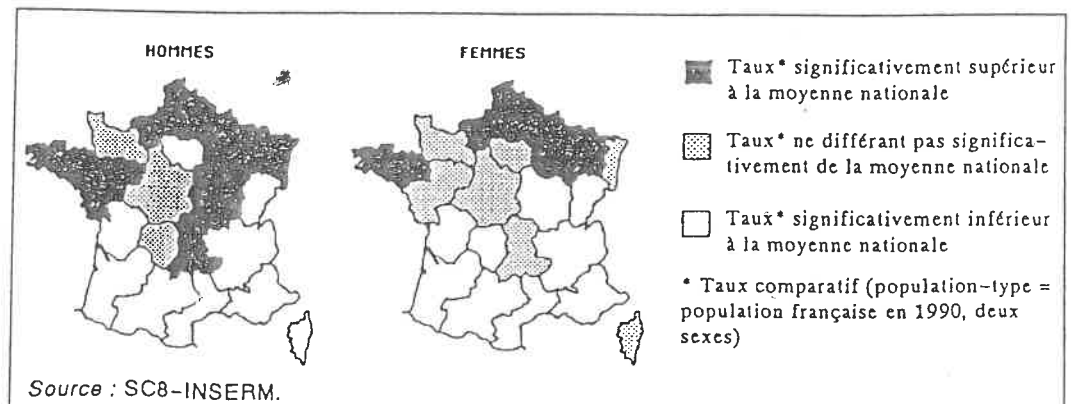 HOMMES
FEMMES
Taux* significativement supérieur
à la moyenne nationale
Taux* ne différant pas significa-
tivement de la moyenne nationale
Taux* significativement inférieur
à la moyenne nationale
* Taux comparatif (population-type =
population française en 1990, deux
sexes)
Source : SC8-INSERM.